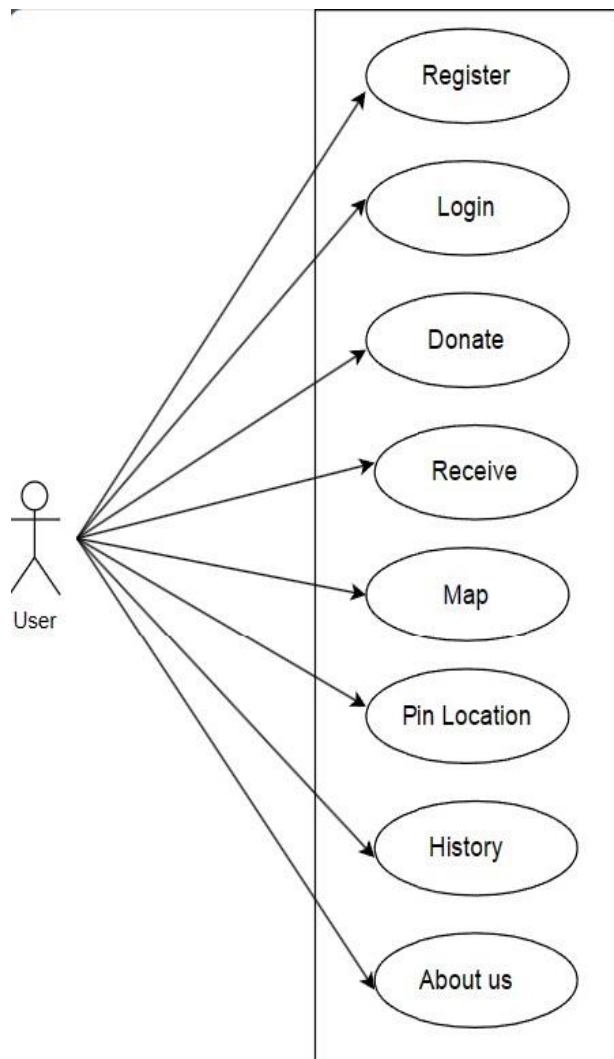 Register
Login
Donate
Receive
Map
User
Pin Location
History
About us